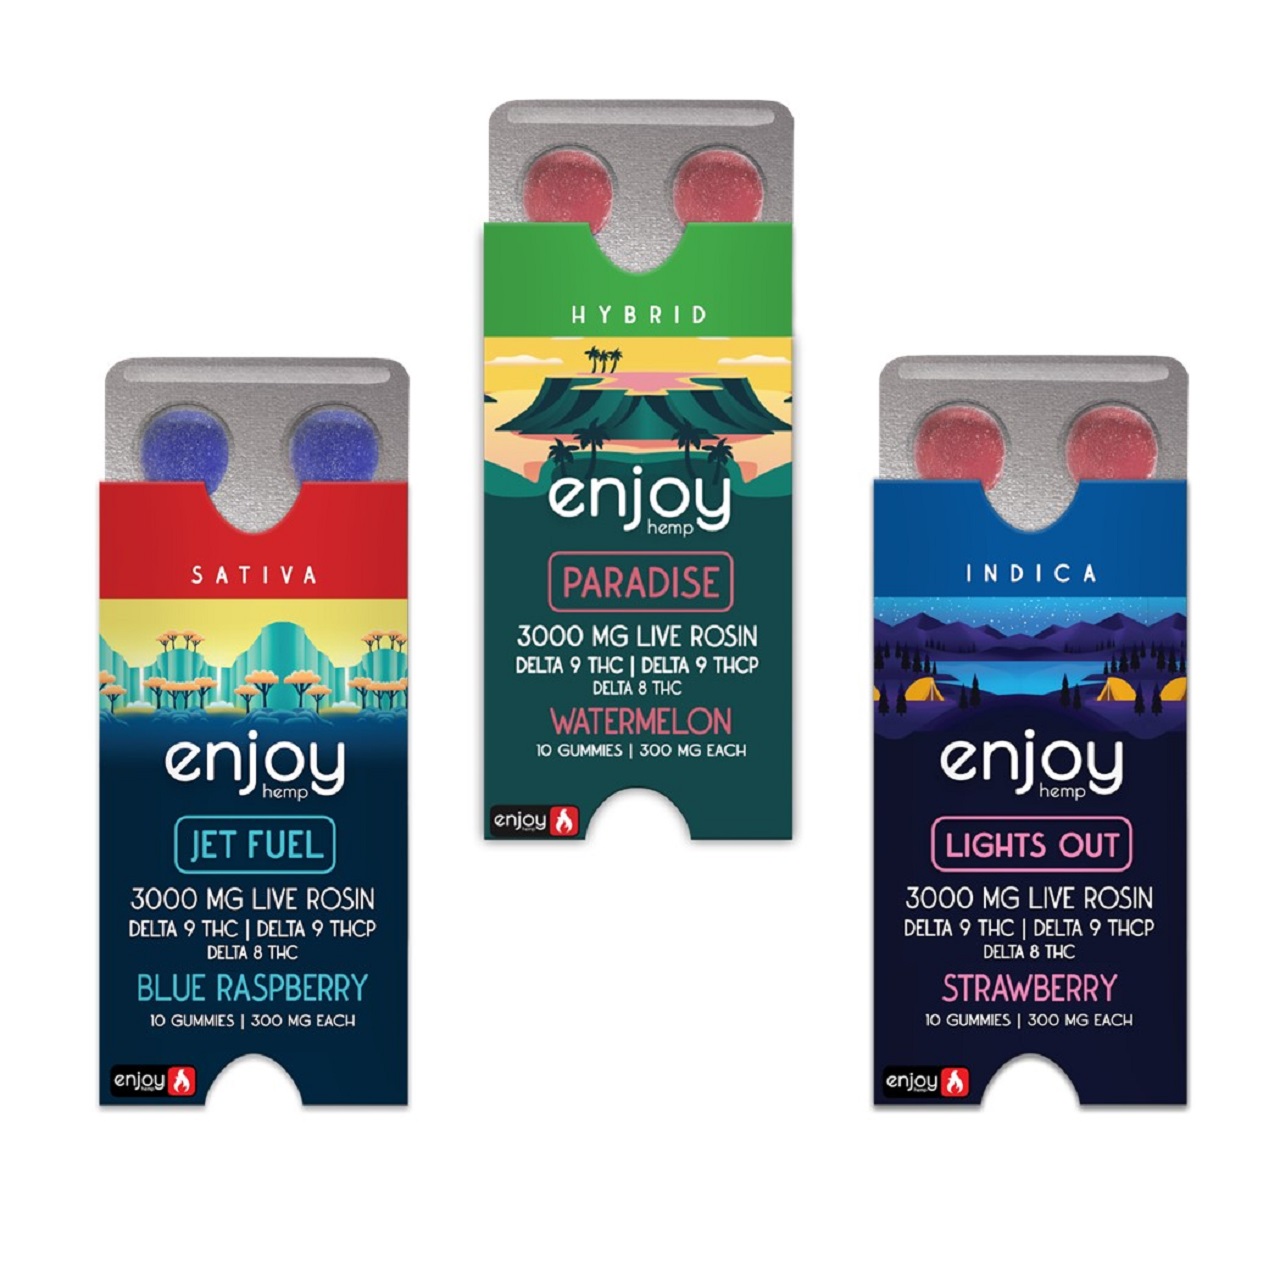 HYBRID
enjoy
hemp
PARADISE
3000 MG LIVE ROSIN
DELTA 9 THC | DELTA 9 THCP
DELTA 8 THC
WATERMELON
10 GUMMIES | 300 MG EACH
enjoy
hemp
SATIVA
enjoy
hemp
JET FUEL
3000 MG LIVE ROSIN
DELTA 9 THC | DELTA 9 THCP
DELTA 8 THC
BLUE RASPBERRY
10 GUMMIES | 300 MG EACH
enjoy
hemp
INDICA
enjoy
hemp
LIGHTS OUT
3000 MG LIVE ROSIN
DELTA 9 THC | DELTA 9 THCP
DELTA 8 THC
STRAWBERRY
10 GUMMIES | 300 MG EACH
enjoy
hemp